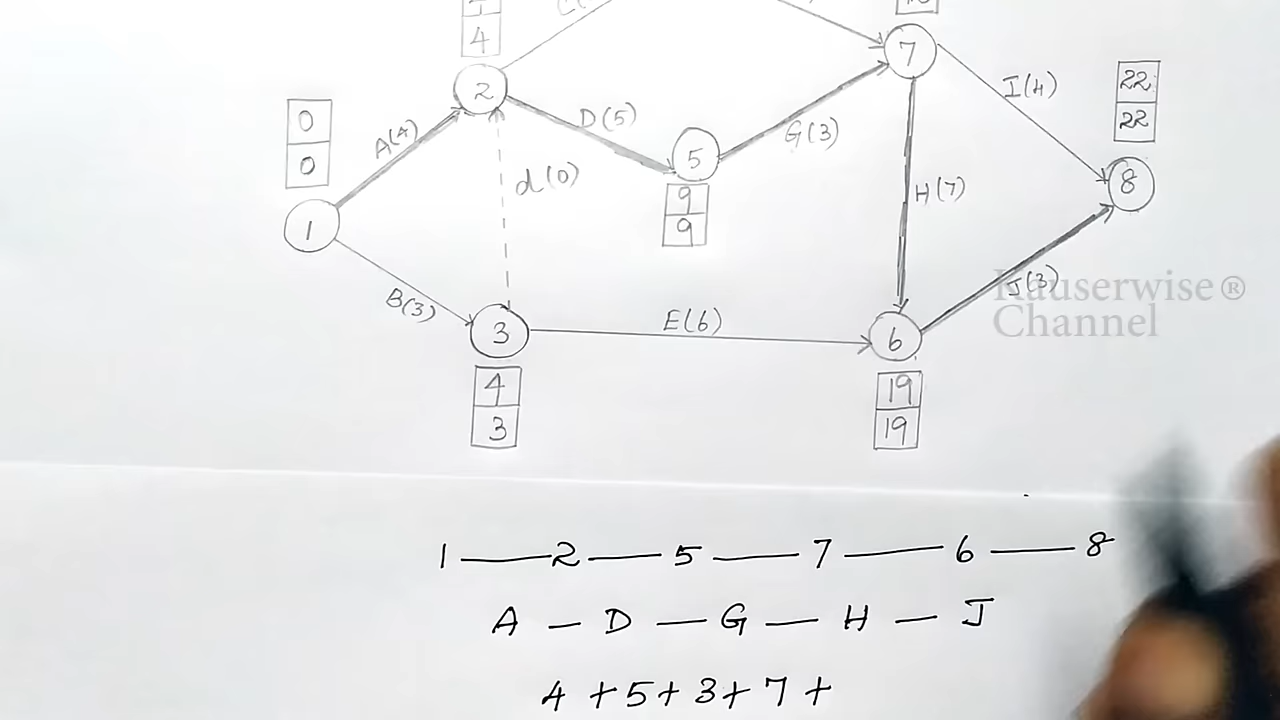 4
2
7
I(4)
22
22
0
0
A(4)
D(5)
G(3)
5
d(0)
9
9
H(7)
8
1
B(3)
3
E(6)
6
J(3)
Kauserwise®
Channel
4
3
19
19
1 — 2 — 5 — 7 — 6 — 8
A — D — G — H — J
4 + 5 + 3 + 7 +